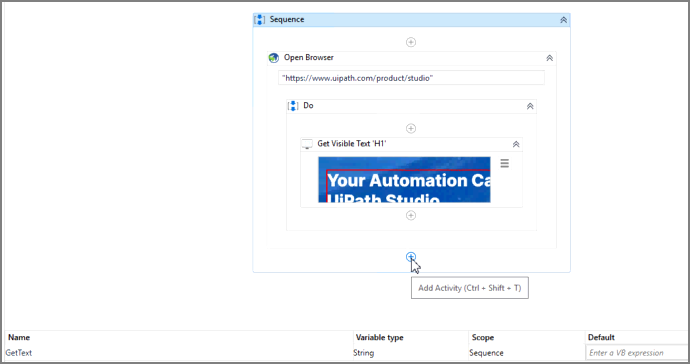 Sequence
Open Browser
"https://www.uipath.com/product/studio"
Do
Get Visible Text 'H1'
Your Automation Ca
UiPath Studio
Add Activity (Ctrl + Shift + T)
Name Variable type Scope Default
GetText String Sequence Enter a VB expression